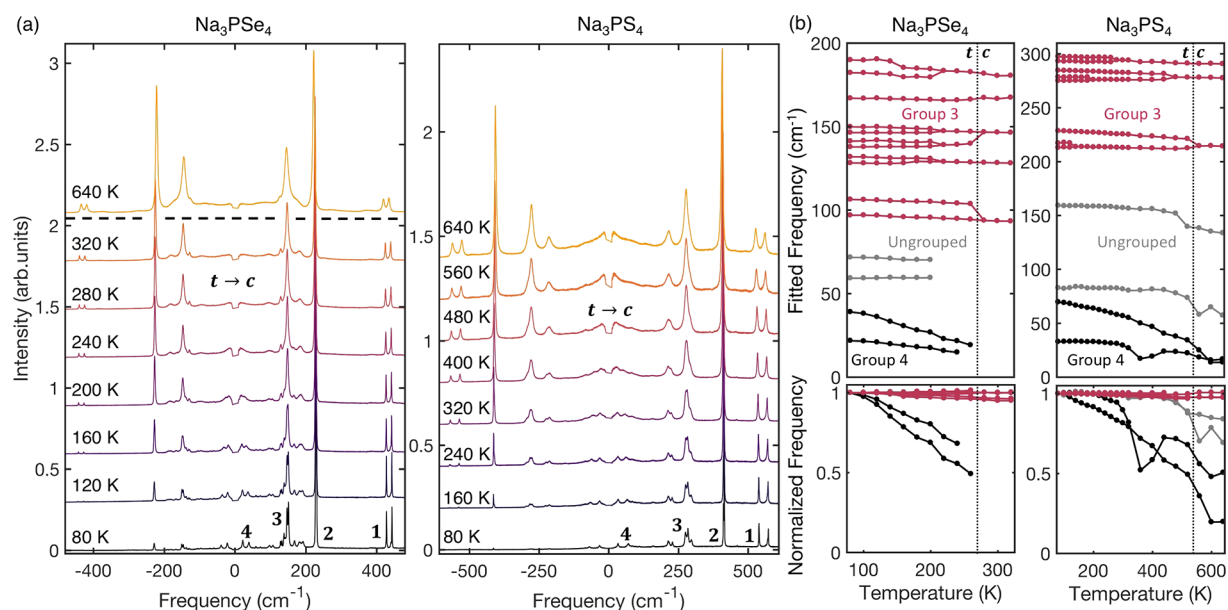 (a)
Na₃PSe₄
Intensity (arb.units)
3
2.5
2
1.5
1
0.5
0
640 K
320 K
280 K
240 K
200 K
160 K
120 K
80 K
t → c
4
3
2
1
-400
-200
0
200
400
Frequency (cm⁻¹)
Na₃PS₄
2
1.5
1
0.5
0
640 K
560 K
480 K
400 K
320 K
240 K
160 K
80 K
t → c
4
3
2
1
-500
-250
0
250
500
Frequency (cm⁻¹)
(b)
Na₃PSe₄
Fitted Frequency (cm⁻¹)
200
150
100
50
0
t c
Group 3
Ungrouped
Group 4
Normalized Frequency
1
0.5
0
100
200
300
Temperature (K)
Na₃PS₄
300
250
200
150
100
50
0
t c
Group 3
Ungrouped
Group 4
1
0.5
0
200
400
600
Temperature (K)